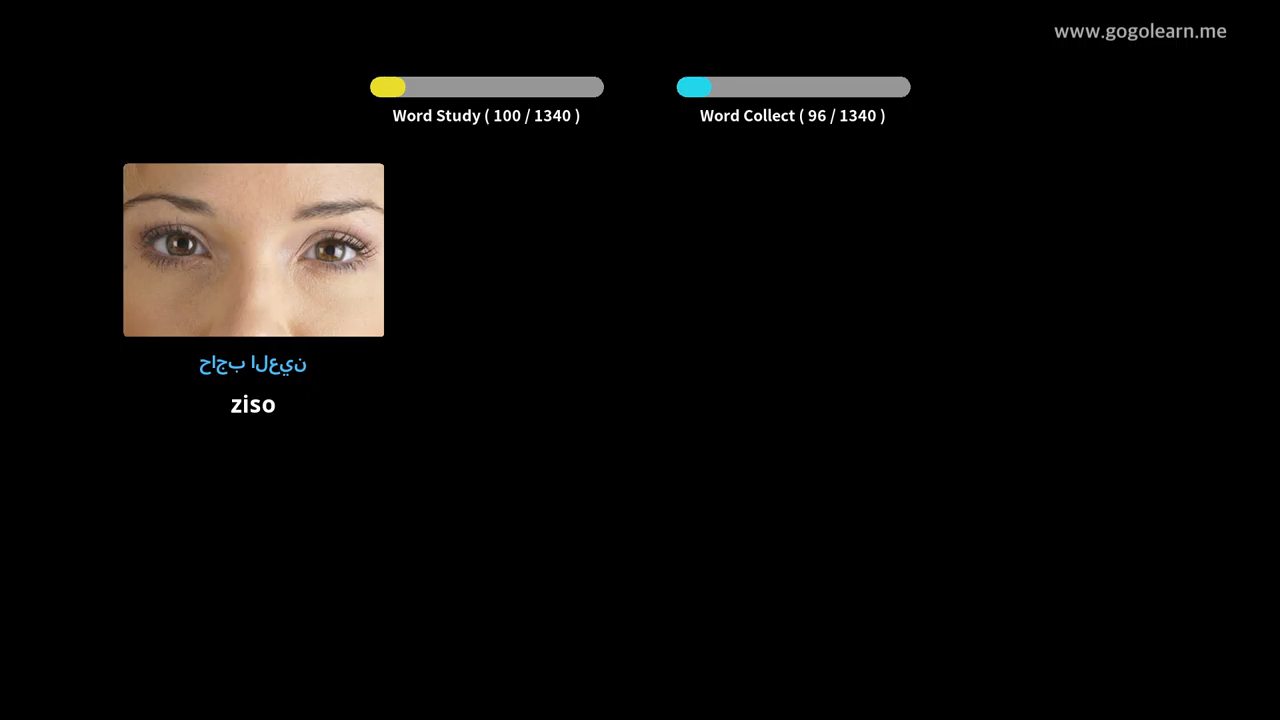 www.gogolearn.me
Word Study ( 100 / 1340 )
Word Collect ( 96 / 1340 )
حاجب العين
ziso